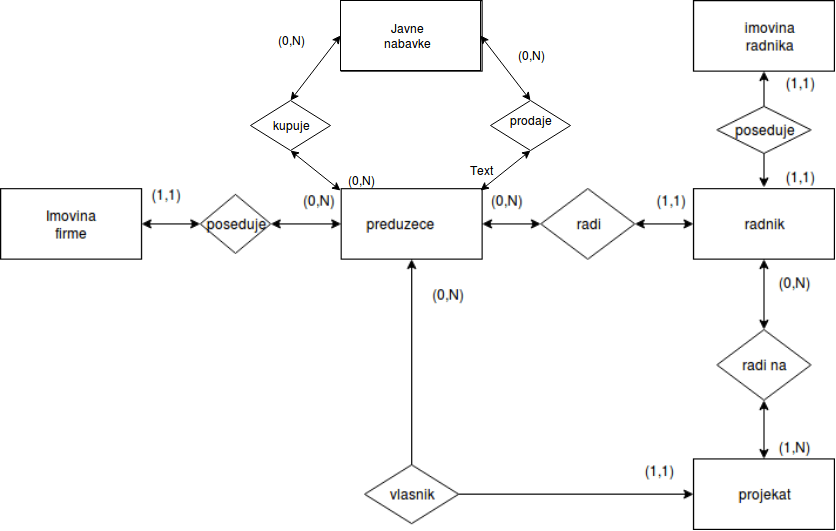 Javne
nabavke
imovina
radnika
(0,N)
(0,N)
(1,1)
kupuje
prodaje
poseduje
Text
(0,N)
(1,1)
(1,1)
(0,N)
(0,N)
(1,1)
Imovina
firme
poseduje
preduzece
radi
radnik
(0,N)
(0,N)
radi na
(1,N)
(1,1)
vlasnik
projekat